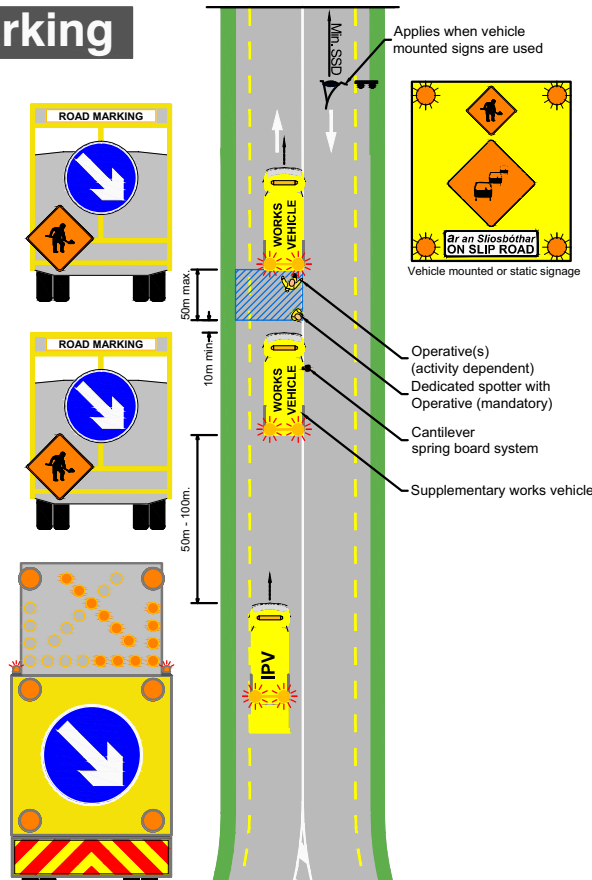 rking
Min. SSD
Applies when vehicle
mounted signs are used
ROAD MARKING
ar an Sliosbóthar
ON SLIP ROAD
Vehicle mounted or static signage
WORKS
VEHICLE
50m max.
10m min.
ROAD MARKING
WORKS
VEHICLE
Operative(s)
(activity dependent)
Dedicated spotter with
Operative (mandatory)
Cantilever
spring board system
Supplementary works vehicle
50m - 100m.
IPV